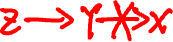 Z → Y ↛ X